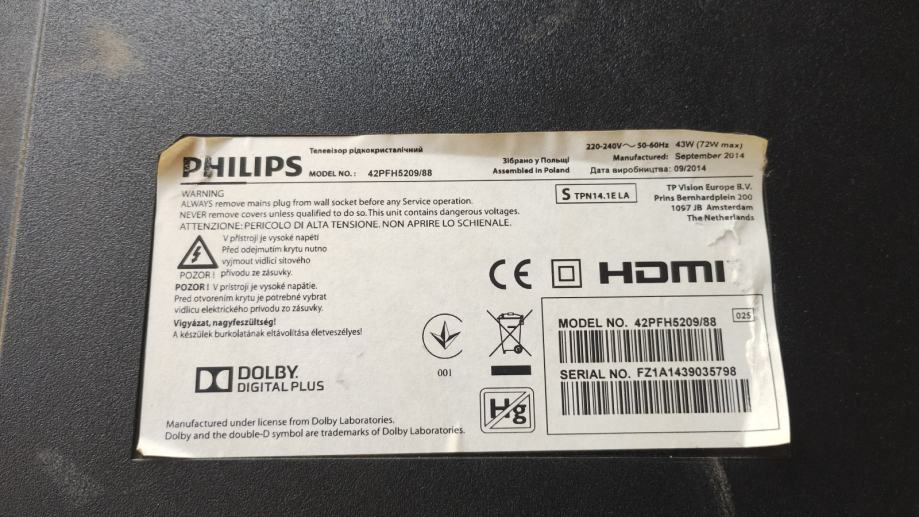 PHILIPS
Телевізор рідкокристалічний
MODEL NO.: 42PFH5209/88
Зібрано у Польщі
Assembled in Poland
220-240V～ 50-60Hz 43W (72W max)
Manufactured: September 2014
Дата виробництва: 09/2014
WARNING
ALWAYS remove mains plug from wall socket before any Service operation.
NEVER remove covers unless qualified to do so. This unit contains dangerous voltages.
ATTENZIONE: PERICOLO DI ALTA TENSIONE. NON APRIRE LO SCHIENALE.
S TPN14.1E LA
TP Vision Europe B.V.
Prins Bernhardplein 200
1097 JB Amsterdam
The Netherlands
V přístroji je vysoké napětí
Před odejmutím krytu nutno
vyjmout vidlici síťového
POZOR! přívodu ze zásuvky.
POZOR! V prístroji je vysoké napätie.
Pred otvorením krytu je potrebné vybrat
vidlicu elektrického prívodu zo zásuvky.
Vigyázat, nagyfeszültség!
A készülek burkolatának eltávolítása életveszélyes!
CE
HDMI
001
DOLBY.
DIGITAL PLUS
Hg
025
MODEL NO. 42PFH5209/88
SERIAL NO. FZ1A1439035798
Manufactured under license from Dolby Laboratories.
Dolby and the double-D symbol are trademarks of Dolby Laboratories.